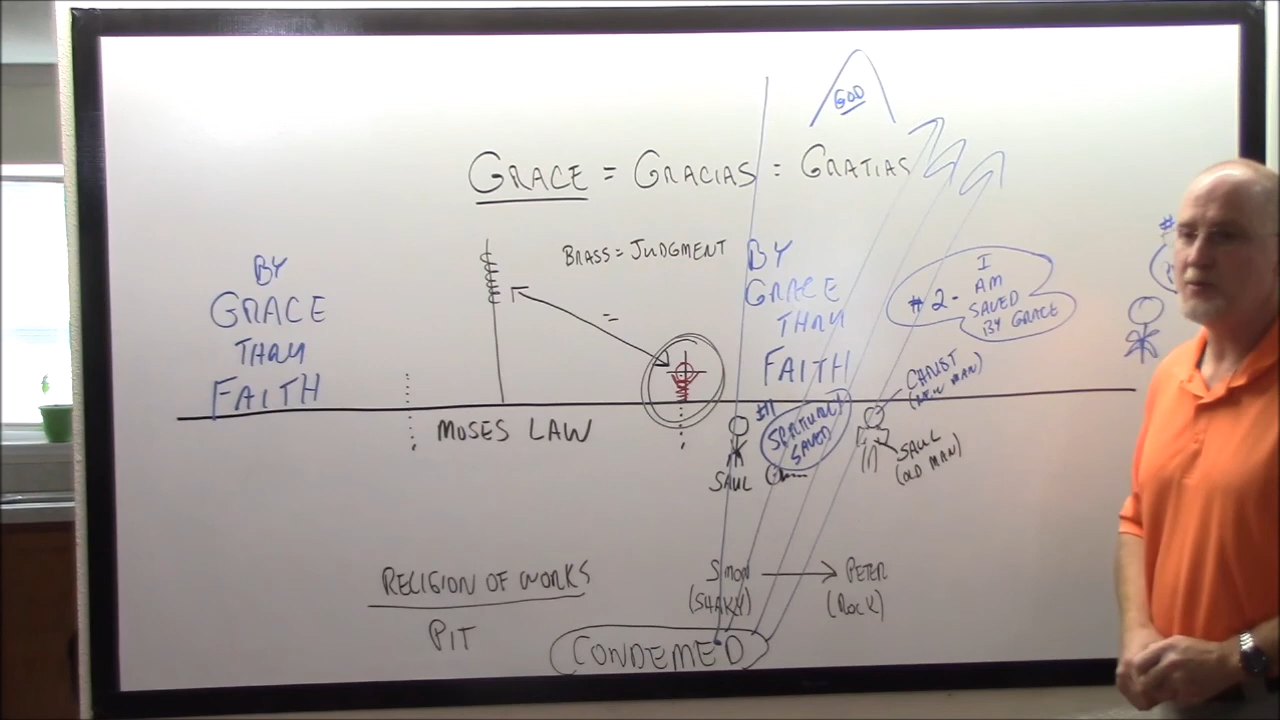 GOD
GRACE = GRACIAS = GRATIAS
BRASS = JUDGMENT
BY
GRACE
THRU
FAITH
BY
GRACE
THRU
FAITH
#2 - I
AM
SAVED
BY GRACE
#
CHRIST
(NEW MAN)
MOSES LAW
#1
SPIRITUALLY
SAVED
SAUL
SAUL
(OLD MAN)
RELIGION OF WORKS
PIT
SIMON → PETER
(SHAKY) (ROCK)
CONDEMED